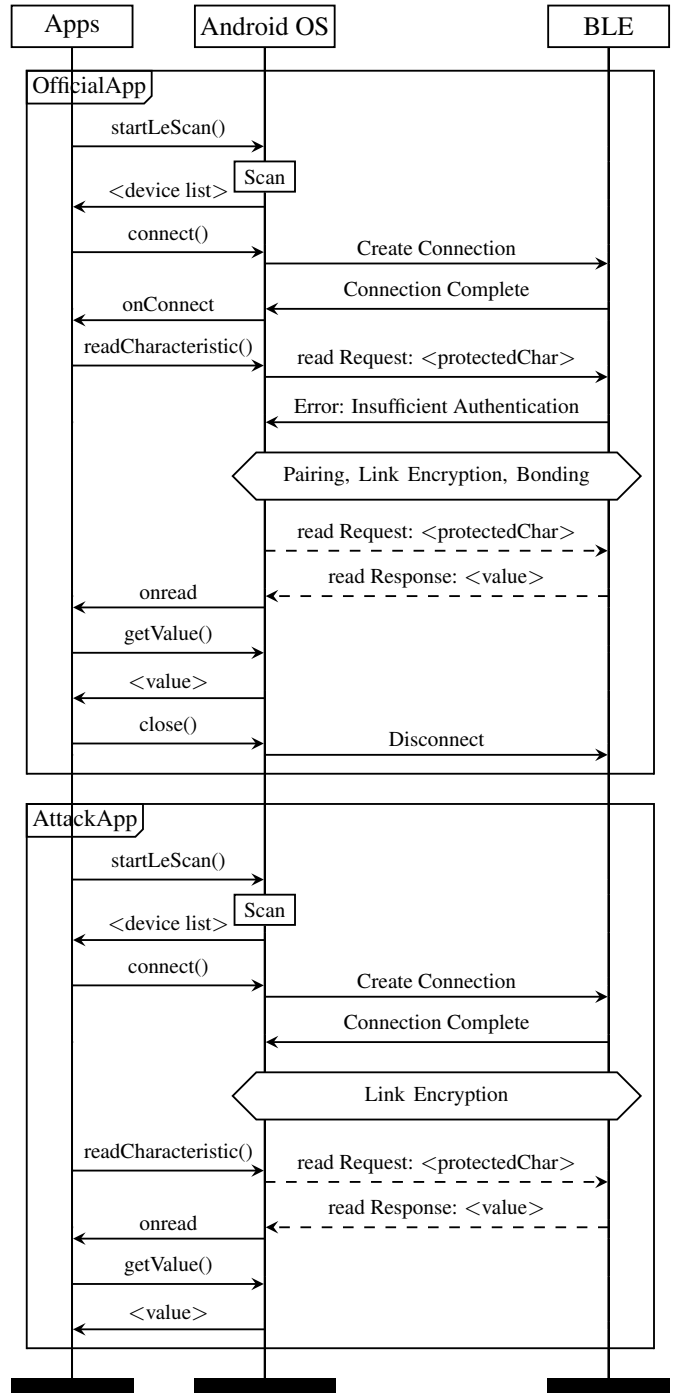 Apps
Android OS
BLE
OfficialApp
startLeScan()
Scan
<device list>
connect()
Create Connection
Connection Complete
onConnect
readCharacteristic()
read Request: <protectedChar>
Error: Insufficient Authentication
Pairing, Link Encryption, Bonding
read Request: <protectedChar>
read Response: <value>
onread
getValue()
<value>
close()
Disconnect
AttackApp
startLeScan()
Scan
<device list>
connect()
Create Connection
Connection Complete
Link Encryption
readCharacteristic()
read Request: <protectedChar>
read Response: <value>
onread
getValue()
<value>